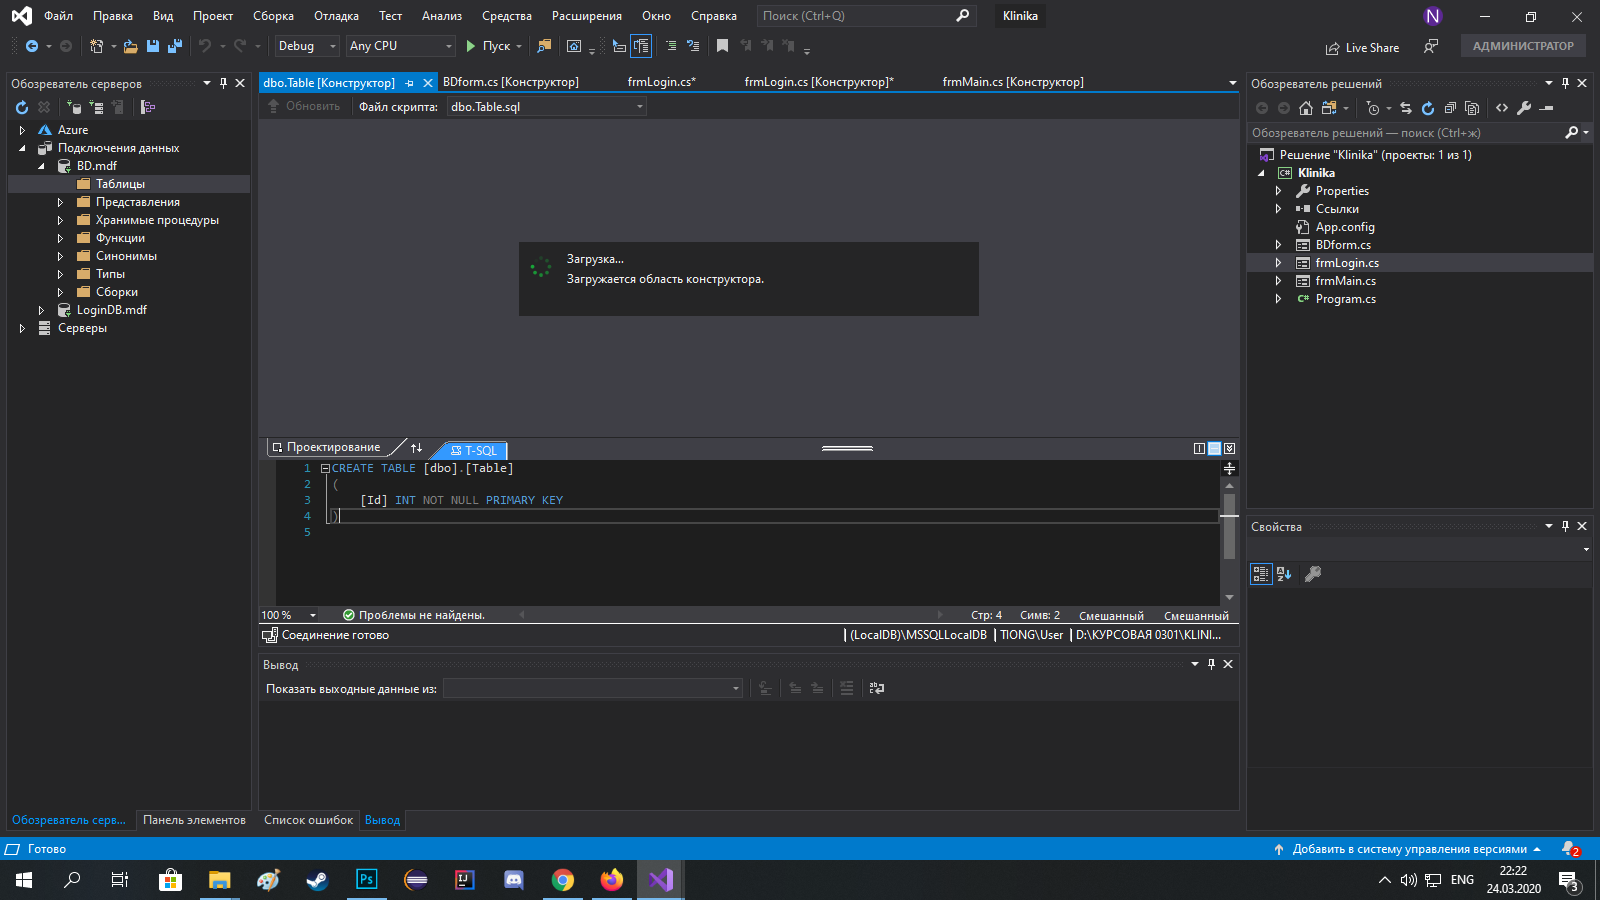 Файл Правка Вид Проект Сборка Отладка Тест Анализ Средства Расширения Окно Справка Поиск (Ctrl+Q) Klinika N
Debug Any CPU Пуск Live Share АДМИНИСТРАТОР
Обозреватель серверов
Azure
Подключения данных
BD.mdf
Таблицы
Представления
Хранимые процедуры
Функции
Синонимы
Типы
Сборки
LoginDB.mdf
Серверы
dbo.Table [Конструктор] BDform.cs [Конструктор] frmLogin.cs* frmLogin.cs [Конструктор]* frmMain.cs [Конструктор]
Обновить Файл скрипта: dbo.Table.sql
Загрузка...
Загружается область конструктора.
Проектирование T-SQL
1 CREATE TABLE [dbo].[Table]
2 (
3 [Id] INT NOT NULL PRIMARY KEY
4 )
5
100 % Проблемы не найдены. Стр: 4 Симв: 2 Смешанный Смешанный
Соединение готово (LocalDB)\MSSQLLocalDB TIONG\User D:\КУРСОВАЯ 0301\KLINI...
Вывод
Показать выходные данные из:
Обозреватель решений
Обозреватель решений — поиск (Ctrl+ж)
Решение "Klinika" (проекты: 1 из 1)
Klinika
Properties
Ссылки
App.config
BDform.cs
frmLogin.cs
frmMain.cs
C# Program.cs
Свойства
Обозреватель серв... Панель элементов Список ошибок Вывод
Готово Добавить в систему управления версиями 2
Ps IJ ENG 22:22
24.03.2020 3